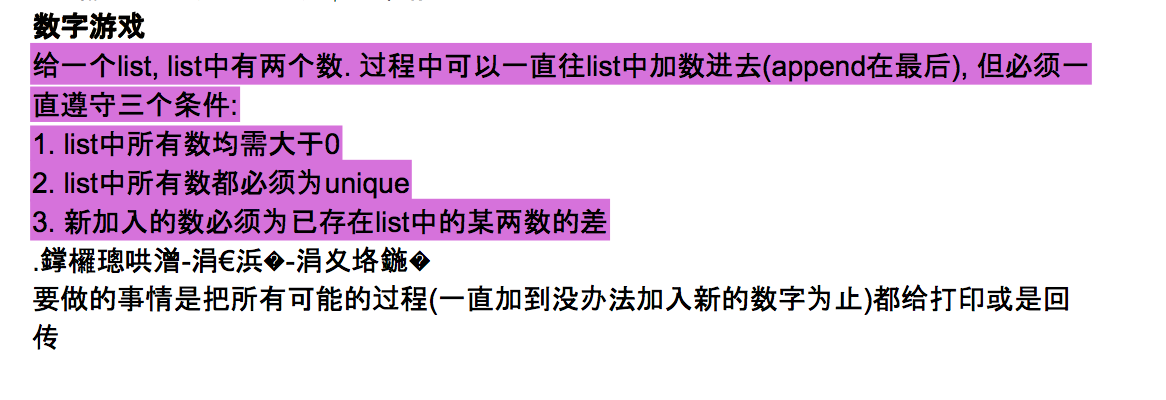 数字游戏
给一个list, list中有两个数. 过程中可以一直往list中加数进去(append在最后), 但必须一
直遵守三个条件:
1. list中所有数均需大于0
2. list中所有数都必须为unique
3. 新加入的数必须为已存在list中的某两数的差
.鐣欏璁哄潧-涓€浜�-涓夊垎鍦�
要做的事情是把所有可能的过程(一直加到没办法加入新的数字为止)都给打印或是回
传